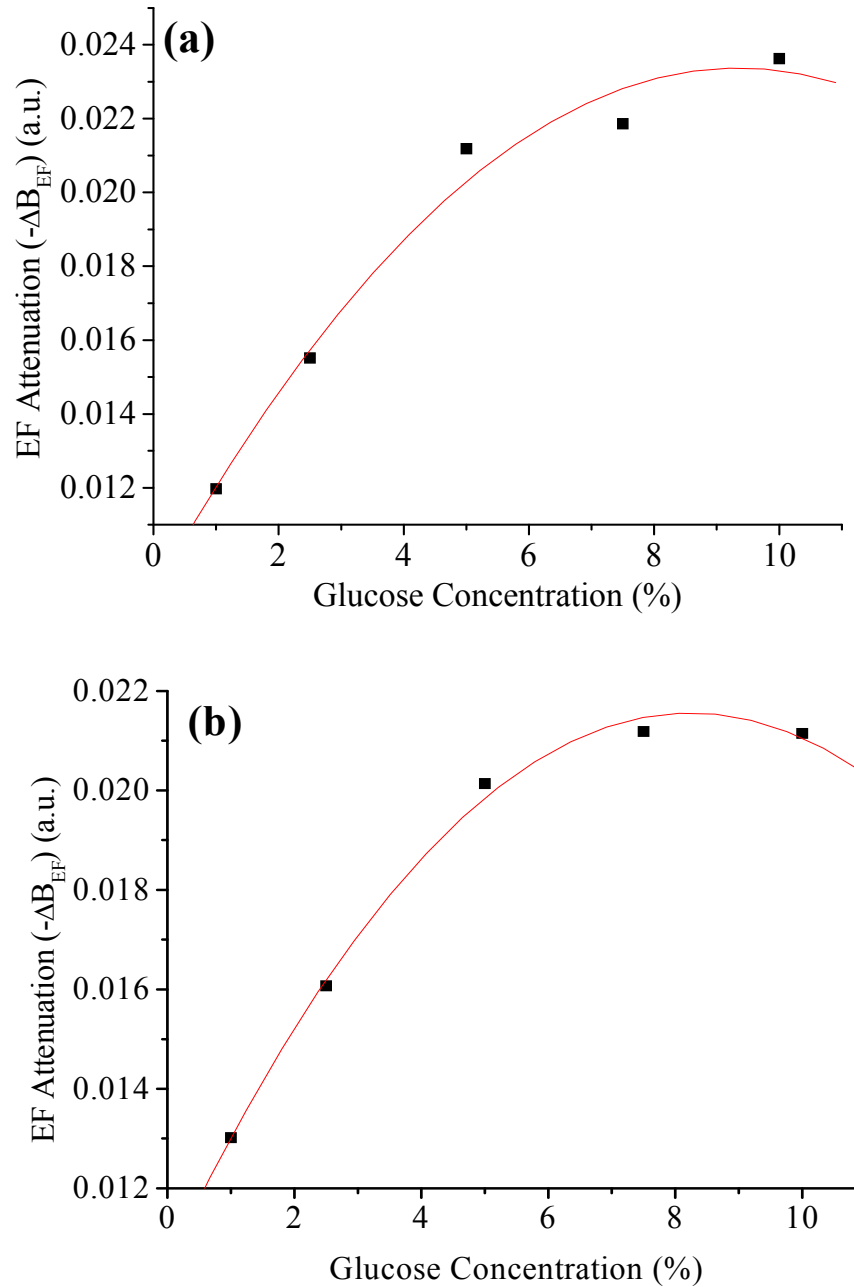 (a)
EF Attenuation (-ΔB_EF) (a.u.)
0.024
0.022
0.020
0.018
0.016
0.014
0.012
0 2 4 6 8 10
Glucose Concentration (%)
(b)
EF Attenuation (-ΔB_EF) (a.u.)
0.022
0.020
0.018
0.016
0.014
0.012
0 2 4 6 8 10
Glucose Concentration (%)